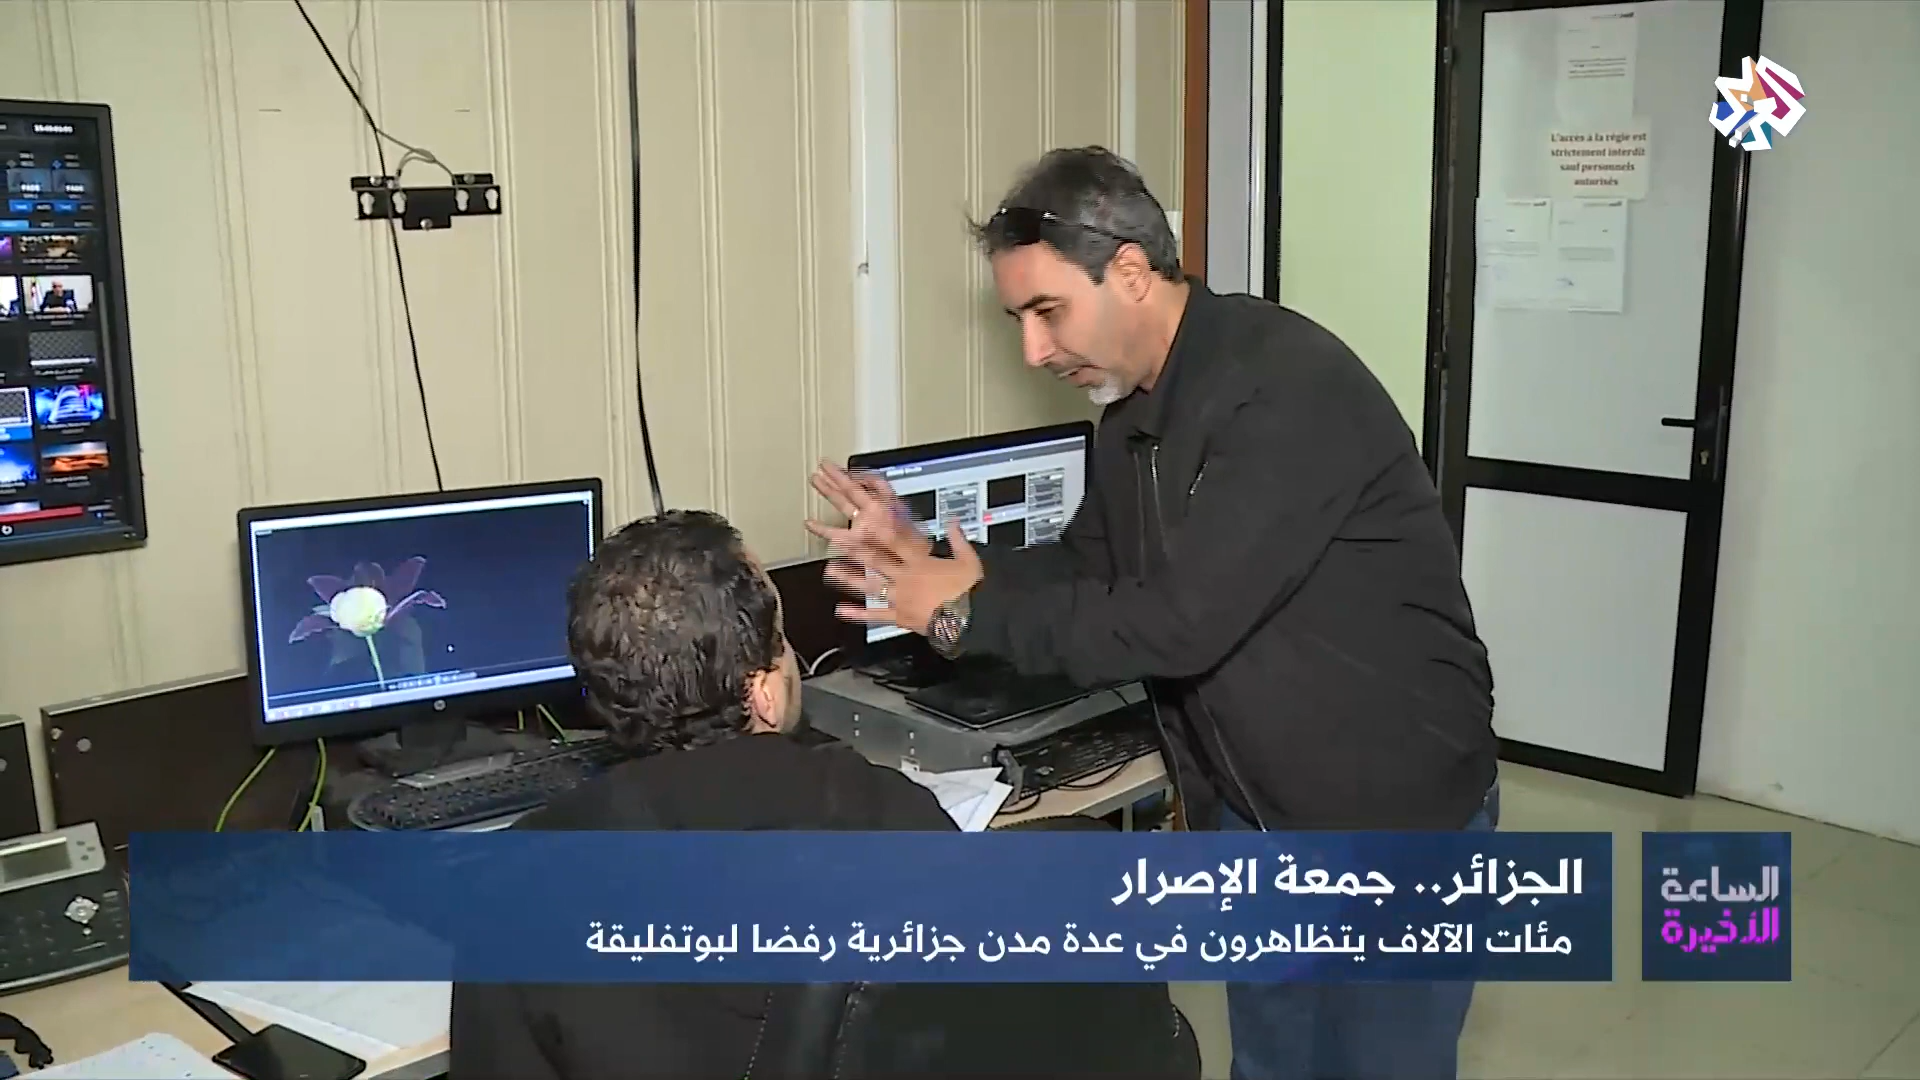 L'accès à la régie est
strictement interdit
sauf personnels
autorisés
الجزائر.. جمعة الإصرار
مئات الآلاف يتظاهرون في عدة مدن جزائرية رفضا لبوتفليقة
الساعة
الأخيرة